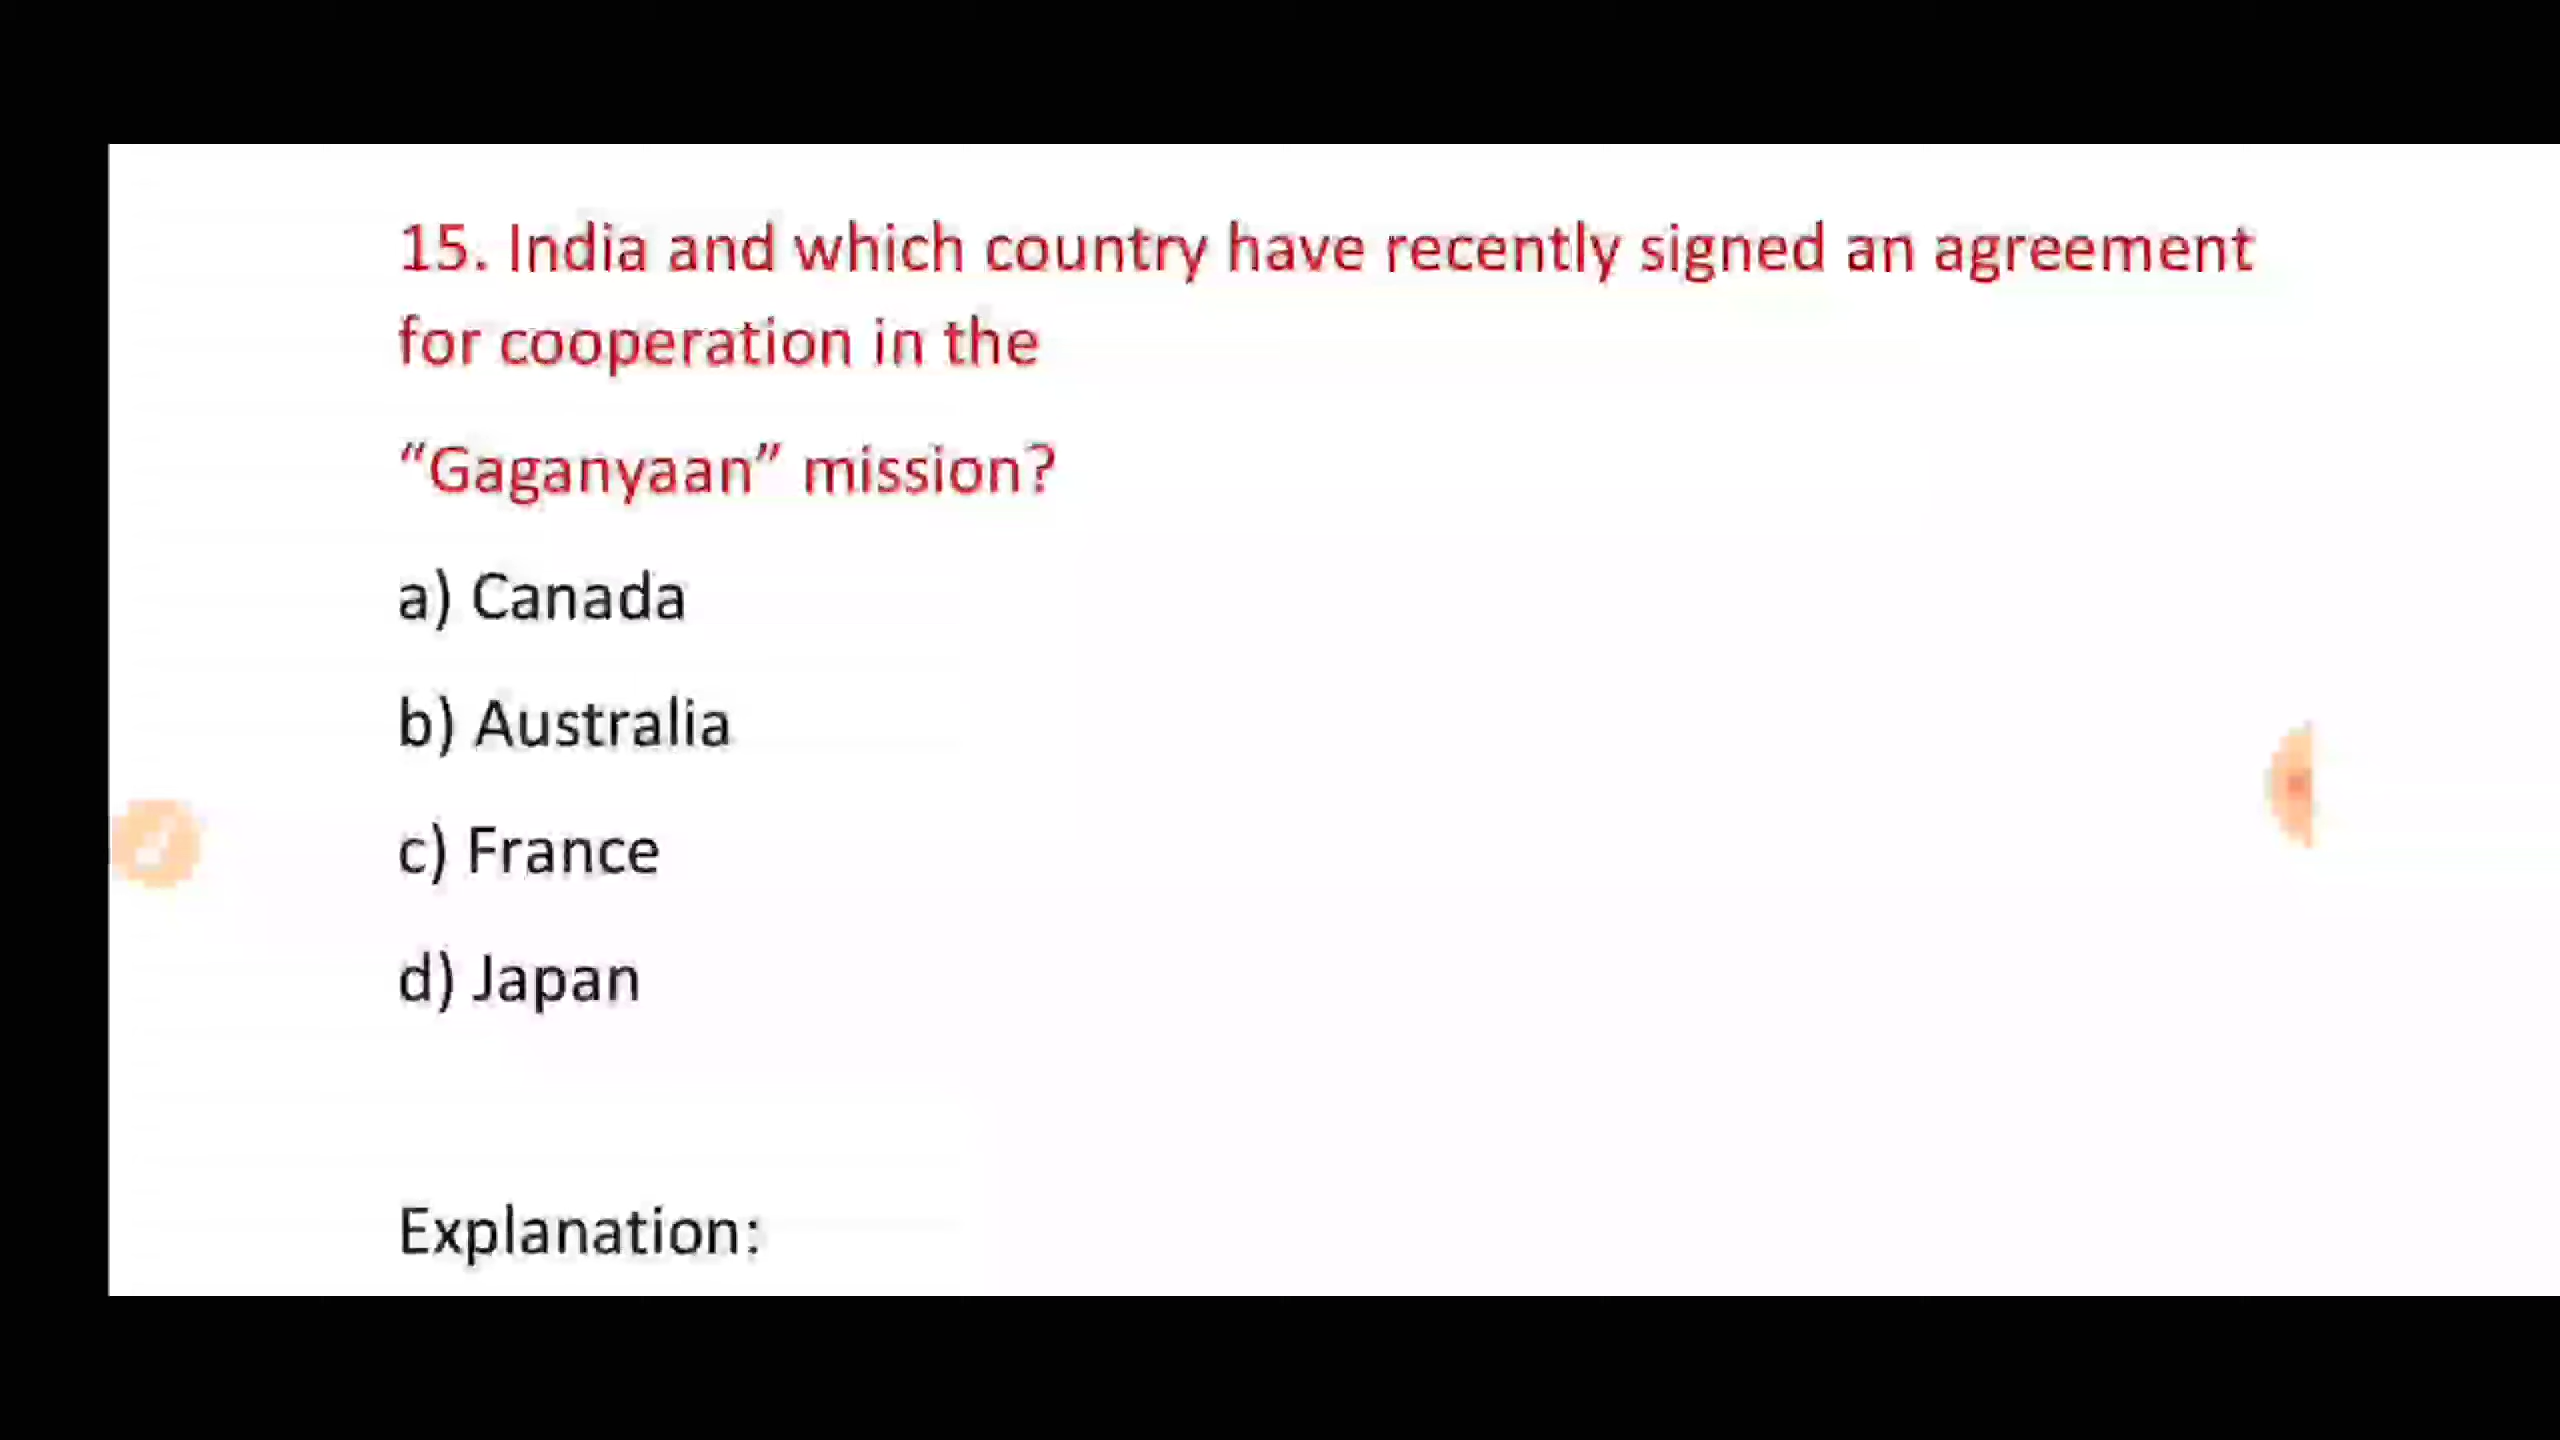 15. India and which country have recently signed an agreement
for cooperation in the
“Gaganyaan” mission?
a) Canada
b) Australia
c) France
d) Japan
Explanation: